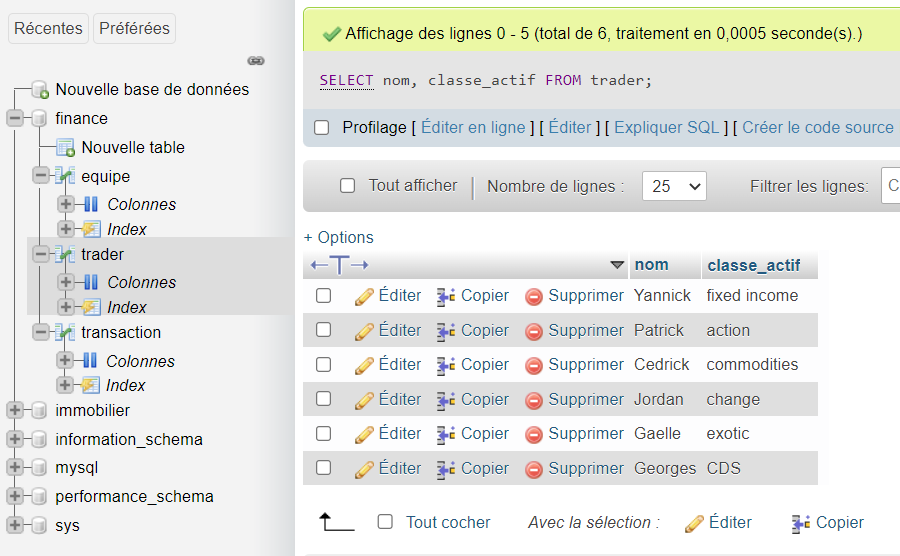 Récentes Préférées
Nouvelle base de données
finance
Nouvelle table
equipe
Colonnes
Index
trader
Colonnes
Index
transaction
Colonnes
Index
immobilier
information_schema
mysql
performance_schema
sys
Affichage des lignes 0 - 5 (total de 6, traitement en 0,0005 seconde(s).)
SELECT nom, classe_actif FROM trader;
Profilage [ Éditer en ligne ] [ Éditer ] [ Expliquer SQL ] [ Créer le code source
Tout afficher | Nombre de lignes : 25 Filtrer les lignes: C
+ Options
←T→ nom classe_actif
Éditer Copier Supprimer Yannick fixed income
Éditer Copier Supprimer Patrick action
Éditer Copier Supprimer Cedrick commodities
Éditer Copier Supprimer Jordan change
Éditer Copier Supprimer Gaelle exotic
Éditer Copier Supprimer Georges CDS
Tout cocher Avec la sélection : Éditer Copier